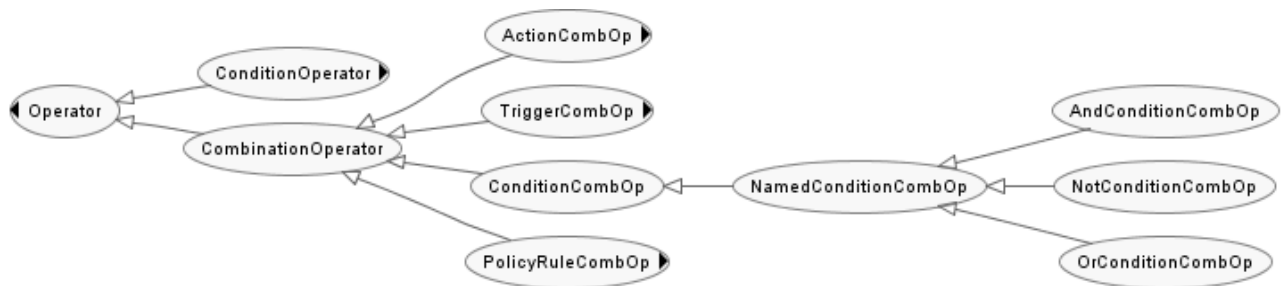 ActionCombOp
ConditionOperator
Operator
TriggerCombOp
AndConditionCombOp
CombinationOperator
ConditionCombOp
NamedConditionCombOp
NotConditionCombOp
PolicyRuleCombOp
OrConditionCombOp